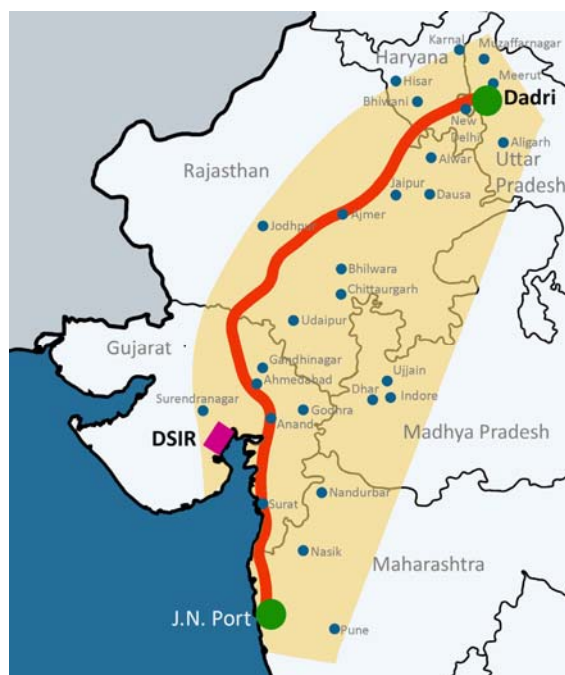 Karnal
Muzaffarnagar
Haryana
Hisar
Meerut
Bhiwani
Dadri
New
Delhi
Aligarh
Alwar
Uttar
Rajasthan
Pradesh
Jaipur
Dausa
Ajmer
Jodhpur
Bhilwara
Chittaurgarh
Udaipur
Gujarat
Gandhinagar
Ahmedabad
Ujjain
Dhar
Indore
Surendranagar
Godhra
Anand
DSIR
Madhya Pradesh
Nandurbar
Surat
Nasik
Maharashtra
J.N. Port
Pune